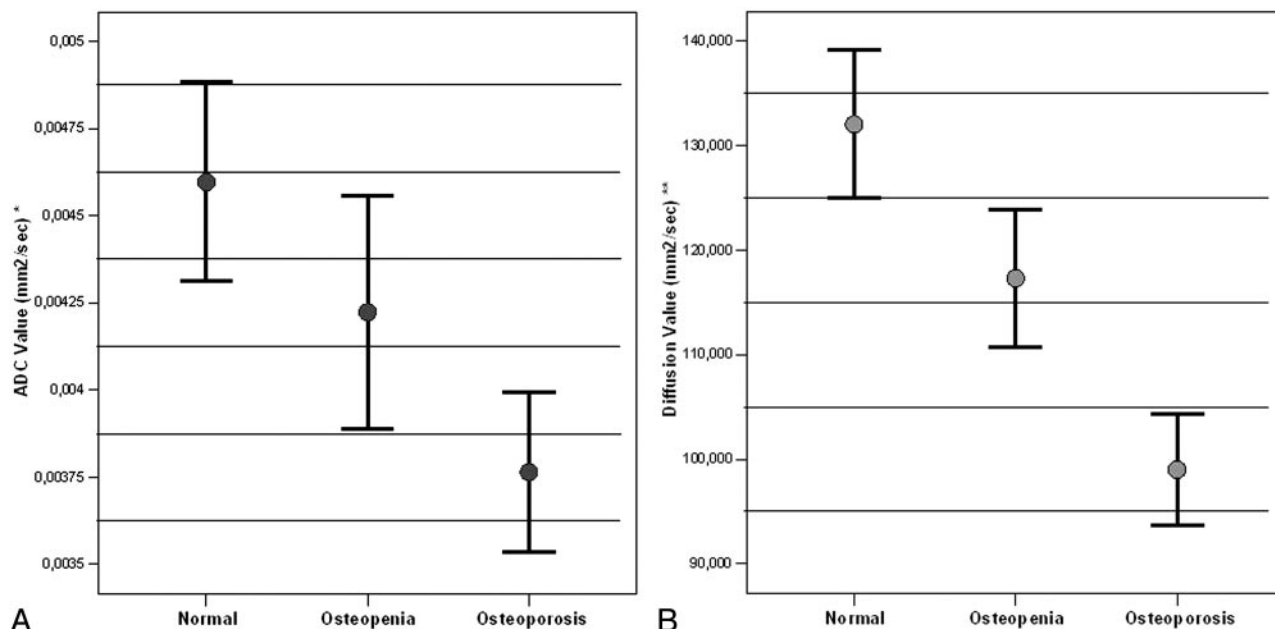 0,005
0,00475
0,0045
0,00425
0,004
0,00375
0,0035
ADC Value (mm2/sec) *
Normal Osteopenia Osteoporosis
A
140,000
130,000
120,000
110,000
100,000
90,000
Diffusion Value (mm2/sec) **
Normal Osteopenia Osteoporosis
B